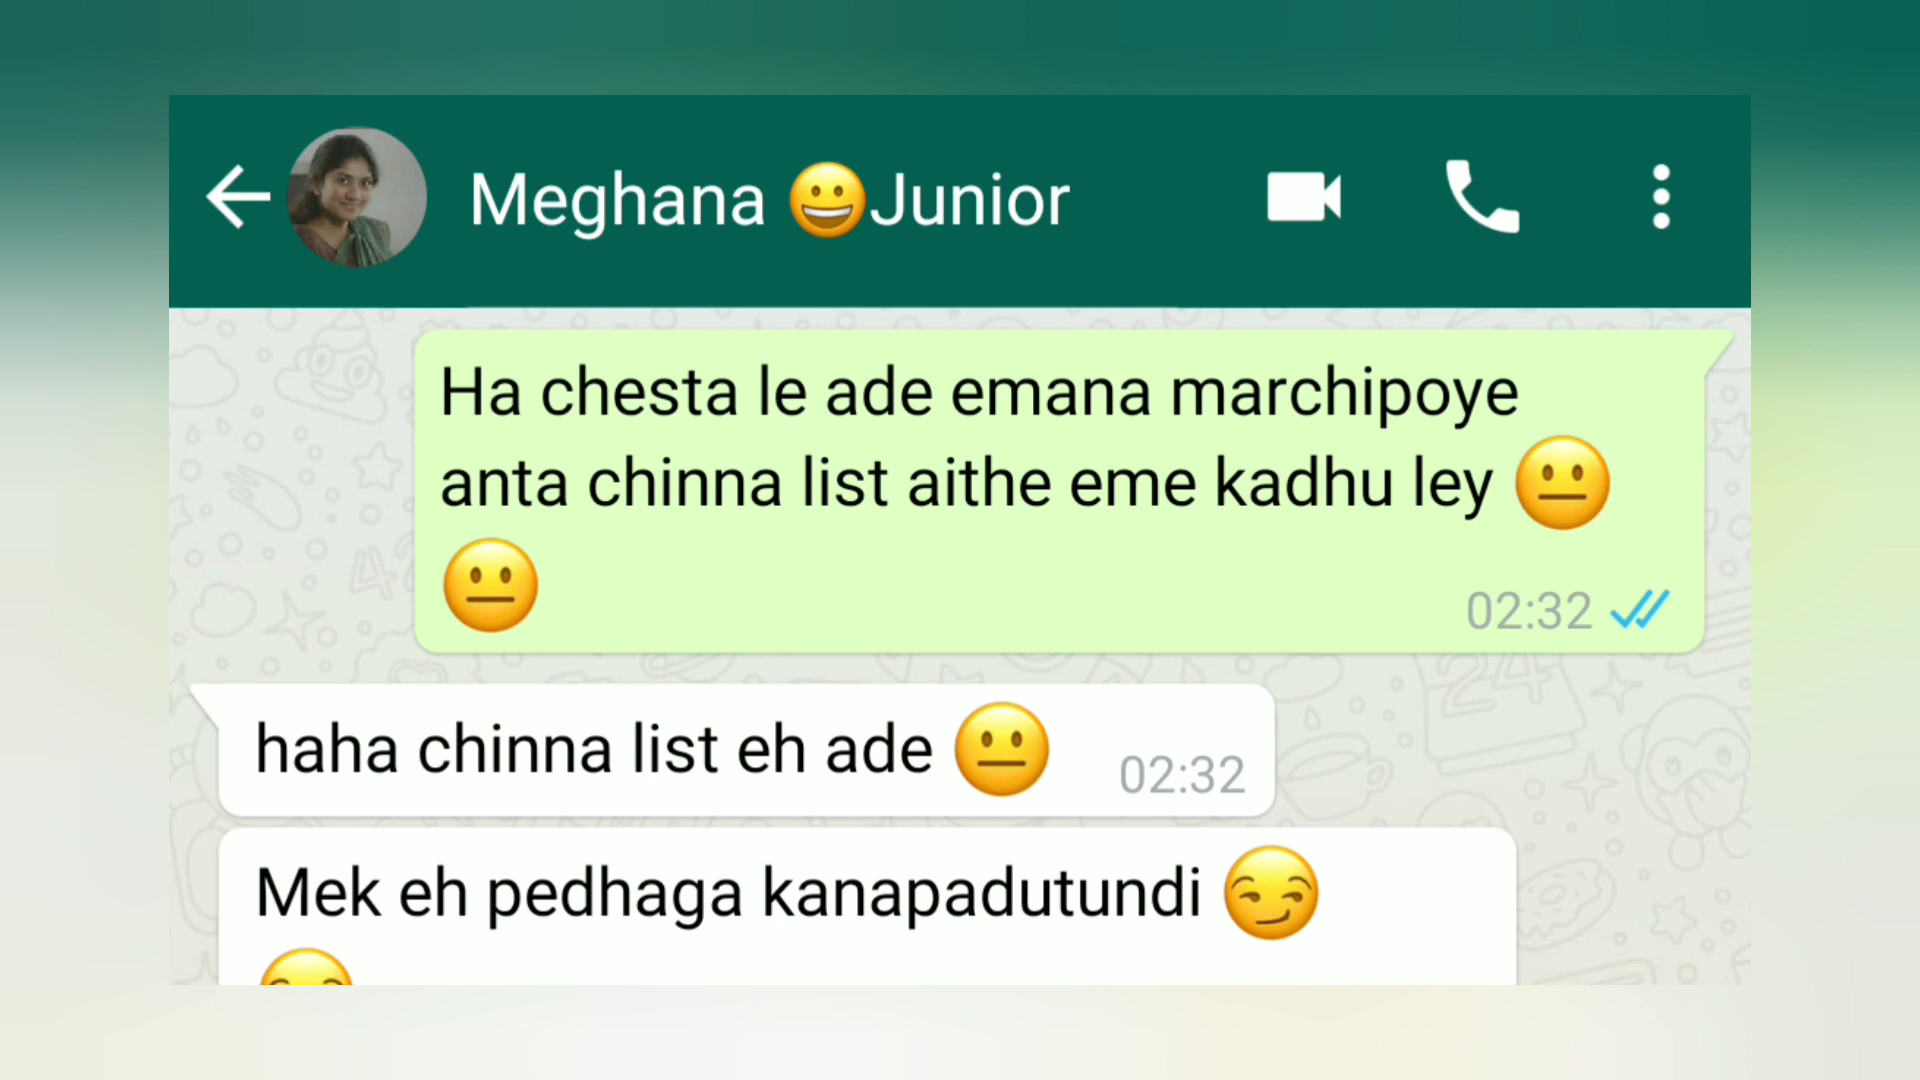 Meghana 😀Junior
Ha chesta le ade emana marchipoye
anta chinna list aithe eme kadhu ley 😐
😐
02:32
haha chinna list eh ade 😐 02:32
Mek eh pedhaga kanapadutundi 😏
😏